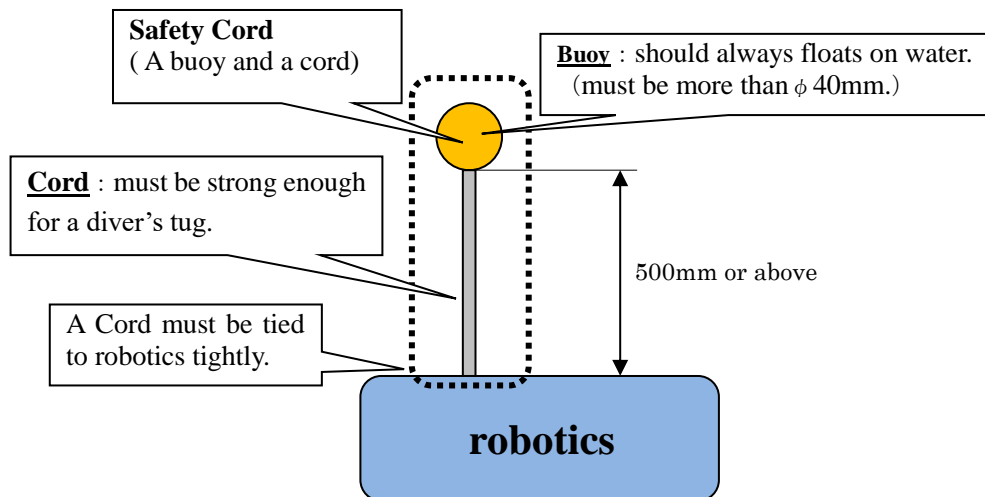 Safety Cord
( A buoy and a cord)
Buoy : should always floats on water.
（must be more than φ 40mm.）
Cord : must be strong enough
for a diver’s tug.
500mm or above
A Cord must be tied
to robotics tightly.
robotics